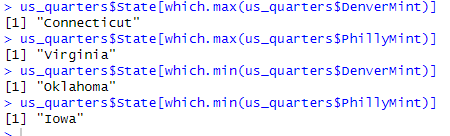 > us_quarters$State[which.max(us_quarters$DenverMint)]
[1] "Connecticut"
> us_quarters$State[which.max(us_quarters$PhillyMint)]
[1] "Virginia"
> us_quarters$State[which.min(us_quarters$DenverMint)]
[1] "Oklahoma"
> us_quarters$State[which.min(us_quarters$PhillyMint)]
[1] "Iowa"
>